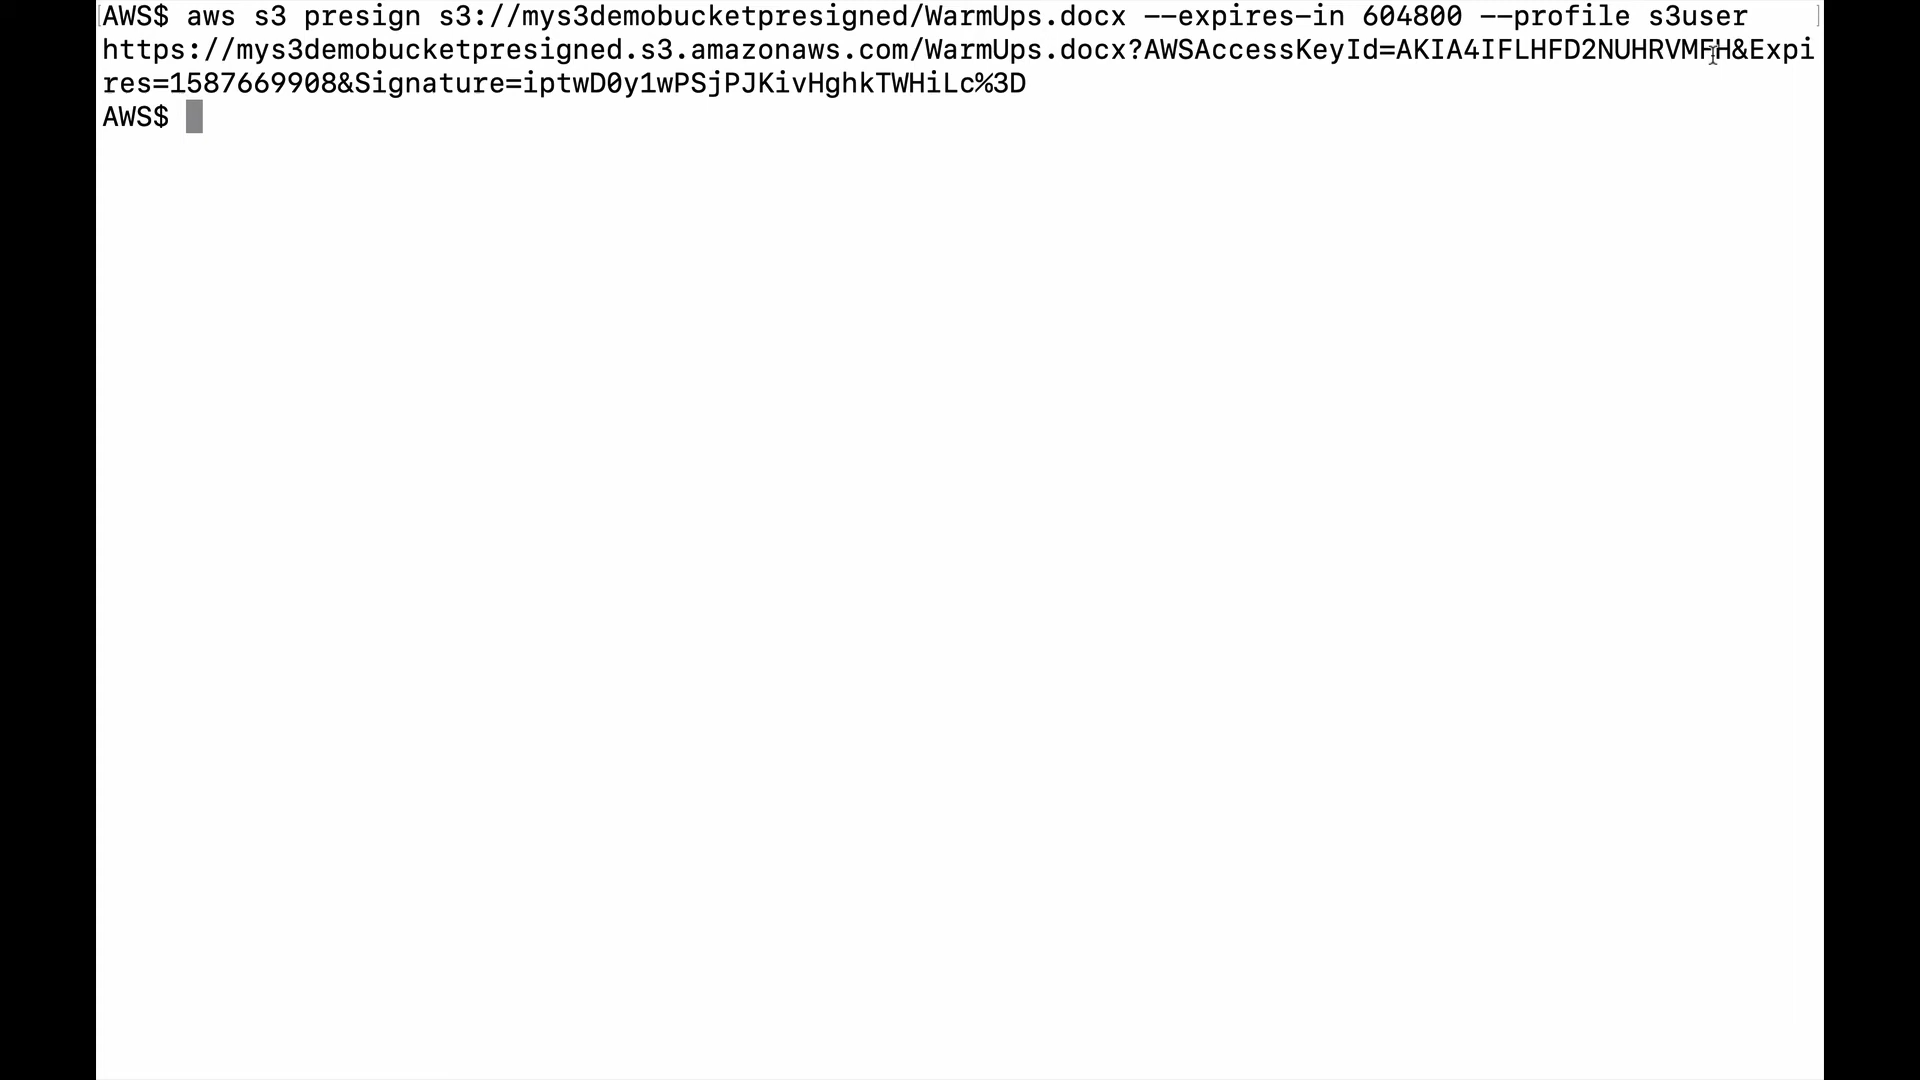 AWS$ aws s3 presign s3://mys3demobucketpresigned/WarmUps.docx --expires-in 604800 --profile s3user
https://mys3demobucketpresigned.s3.amazonaws.com/WarmUps.docx?AWSAccessKeyId=AKIA4IFLHFD2NUHRVMFH&Expi
res=1587669908&Signature=iptwD0y1wPSjPJKivHghkTWHiLc%3D
AWS$